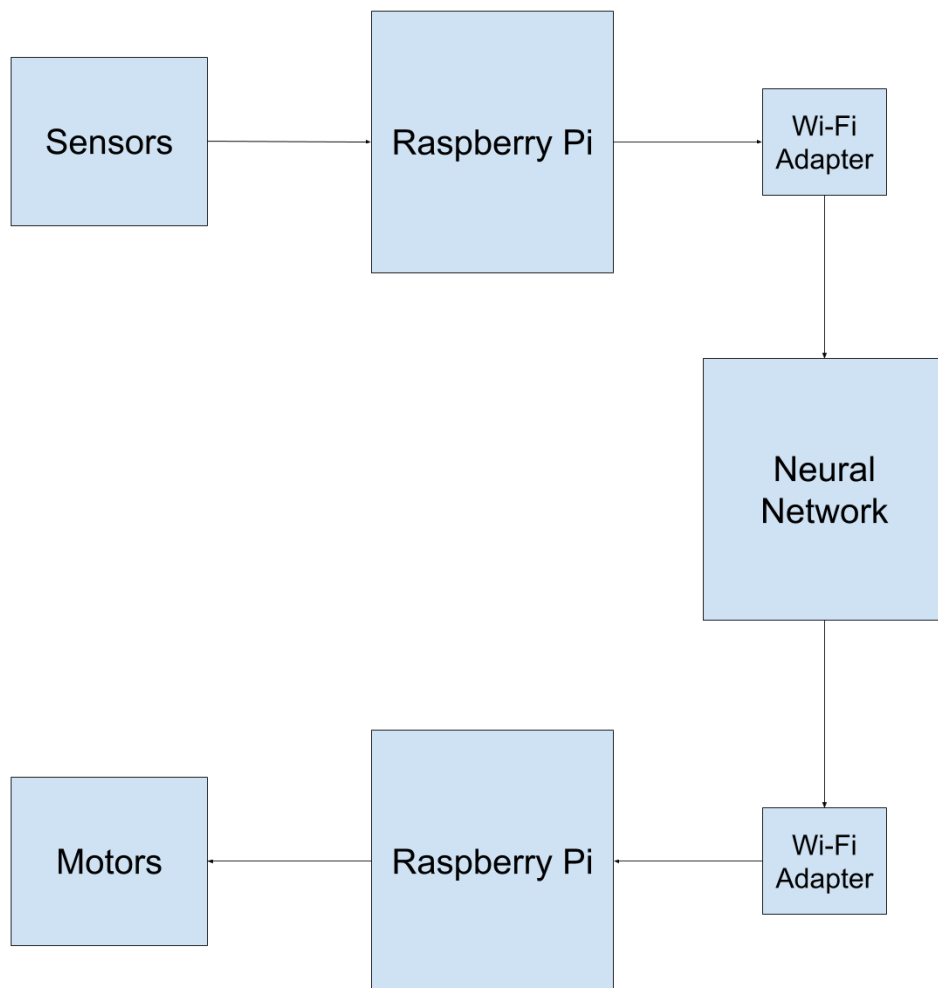 Sensors
Raspberry Pi
Wi-Fi
Adapter
Neural
Network
Motors
Raspberry Pi
Wi-Fi
Adapter